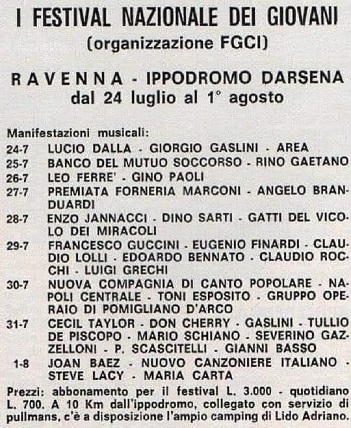 I FESTIVAL NAZIONALE DEI GIOVANI
(organizzazione FGCI)
RAVENNA - IPPODROMO DARSENA
dal 24 luglio al 1° agosto
Manifestazioni musicali:
24-7 LUCIO DALLA - GIORGIO GASLINI - AREA
25-7 BANCO DEL MUTUO SOCCORSO - RINO GAETANO
26-7 LEO FERRE' - GINO PAOLI
27-7 PREMIATA FORNERIA MARCONI - ANGELO BRAN-
DUARDI
28-7 ENZO JANNACCI - DINO SARTI - GATTI DEL VICO-
LO DEI MIRACOLI
29-7 FRANCESCO GUCCINI - EUGENIO FINARDI - CLAU-
DIO LOLLI - EDOARDO BENNATO - CLAUDIO ROC-
CHI - LUIGI GRECHI
30-7 NUOVA COMPAGNIA DI CANTO POPOLARE - NA-
POLI CENTRALE - TONI ESPOSITO - GRUPPO OPE-
RAIO DI POMIGLIANO D'ARCO
31-7 CECIL TAYLOR - DON CHERRY - GASLINI - TULLIO
DE PISCOPO - MARIO SCHIANO - SEVERINO GAZ-
ZELLONI - P. SCASCITELLI - GIANNI BASSO
1-8 JOAN BAEZ - NUOVO CANZONIERE ITALIANO -
STEVE LACY - MARIA CARTA
Prezzi: abbonamento per il festival L. 3.000 - quotidiano
L. 700. A 10 Km dall'ippodromo, collegato con servizio di
pullmans, c'è a disposizione l'ampio camping di Lido Adriano.